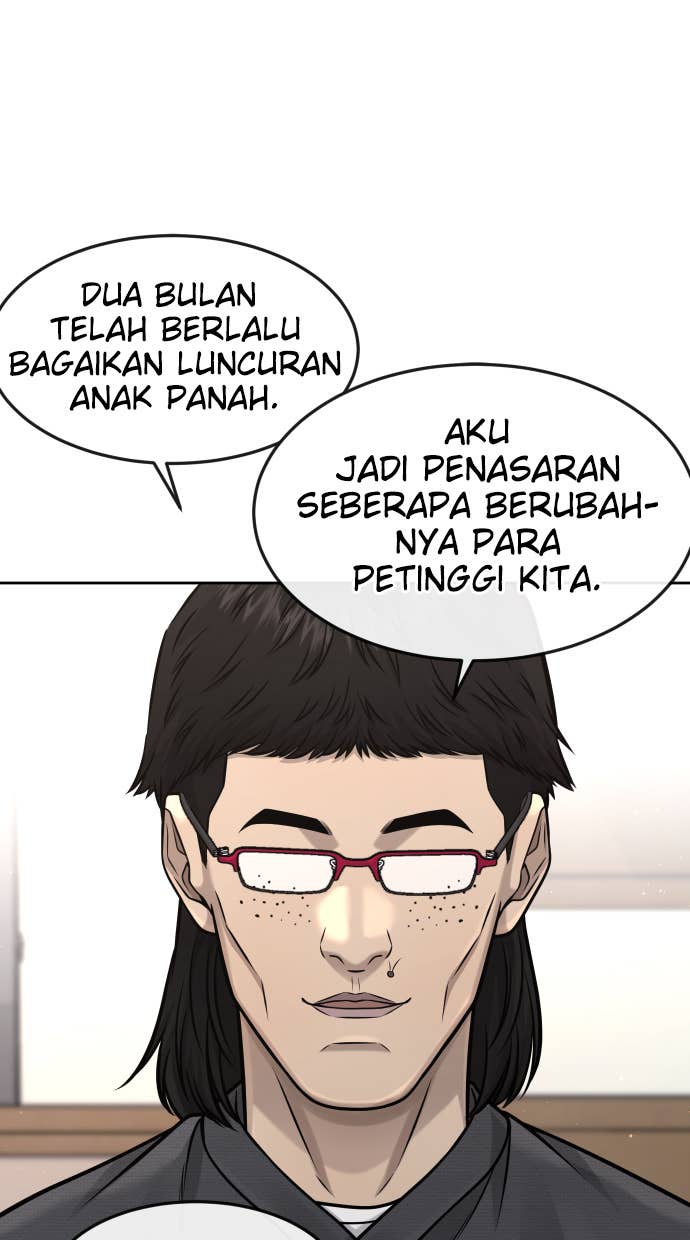 DUA BULAN
TELAH BERLALU
BAGAIKAN LUNCURAN
ANAK PANAH.
AKU
JADI PENASARAN
SEBERAPA BERUBAH-
NYA PARA
PETINGGI KITA.